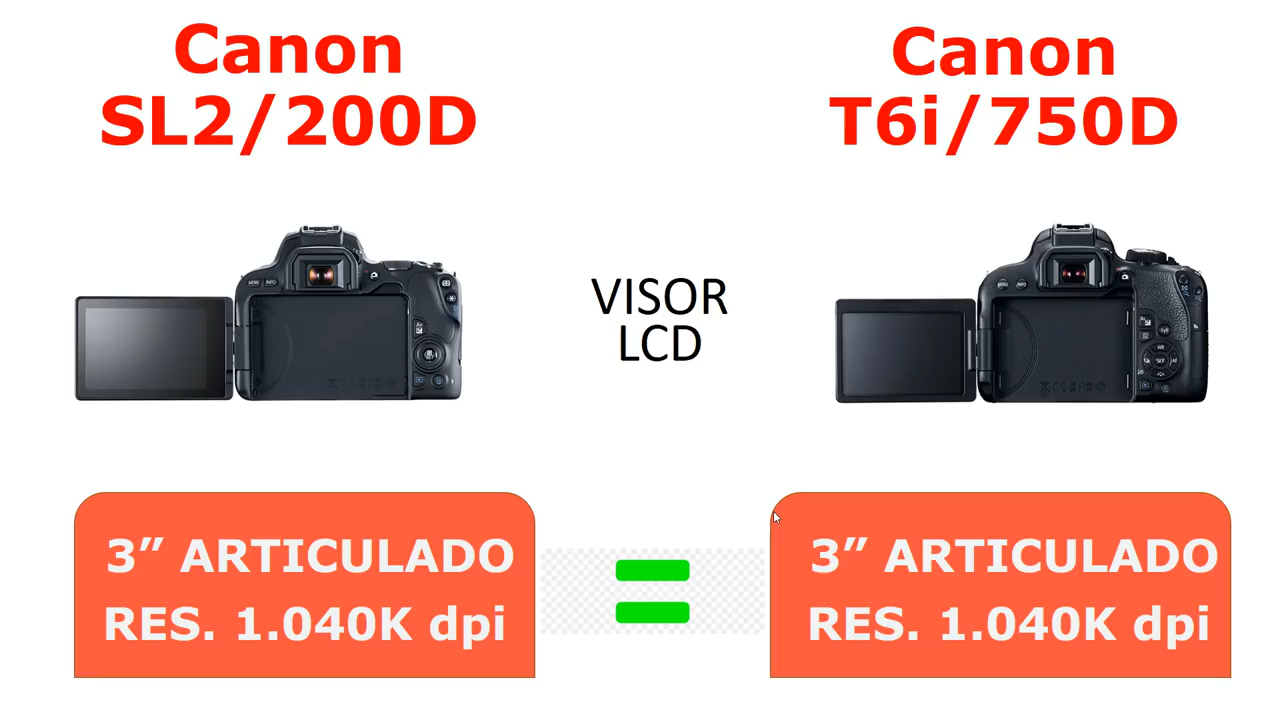 Canon
SL2/200D
Canon
T6i/750D
VISOR
LCD
3” ARTICULADO
RES. 1.040K dpi
3” ARTICULADO
RES. 1.040K dpi